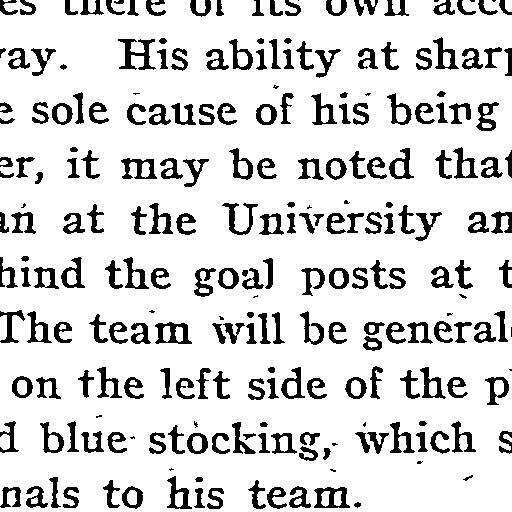 es there of its own acco
vay. His ability at sharp
e sole cause of his being
er, it may be noted that
an at the University an
hind the goal posts at t
The team will be general
on the left side of the p
d blue stocking, which s
nals to his team.